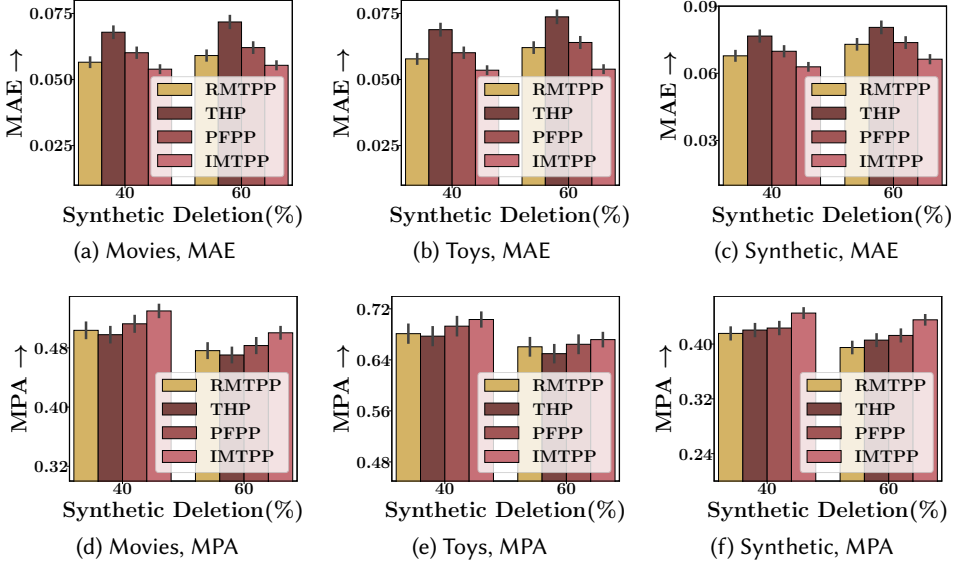 MAE →
0.075
0.050
0.025
RMTPP
THP
PFPP
IMTPP
40
60
Synthetic Deletion(%)
(a) Movies, MAE
MAE →
0.075
0.050
0.025
RMTPP
THP
PFPP
IMTPP
40
60
Synthetic Deletion(%)
(b) Toys, MAE
MAE →
0.09
0.06
0.03
RMTPP
THP
PFPP
IMTPP
40
60
Synthetic Deletion(%)
(c) Synthetic, MAE
MPA →
0.48
0.40
0.32
RMTPP
THP
PFPP
IMTPP
40
60
Synthetic Deletion(%)
(d) Movies, MPA
MPA →
0.72
0.64
0.56
0.48
RMTPP
THP
PFPP
IMTPP
40
60
Synthetic Deletion(%)
(e) Toys, MPA
MPA →
0.40
0.32
0.24
RMTPP
THP
PFPP
IMTPP
40
60
Synthetic Deletion(%)
(f) Synthetic, MPA